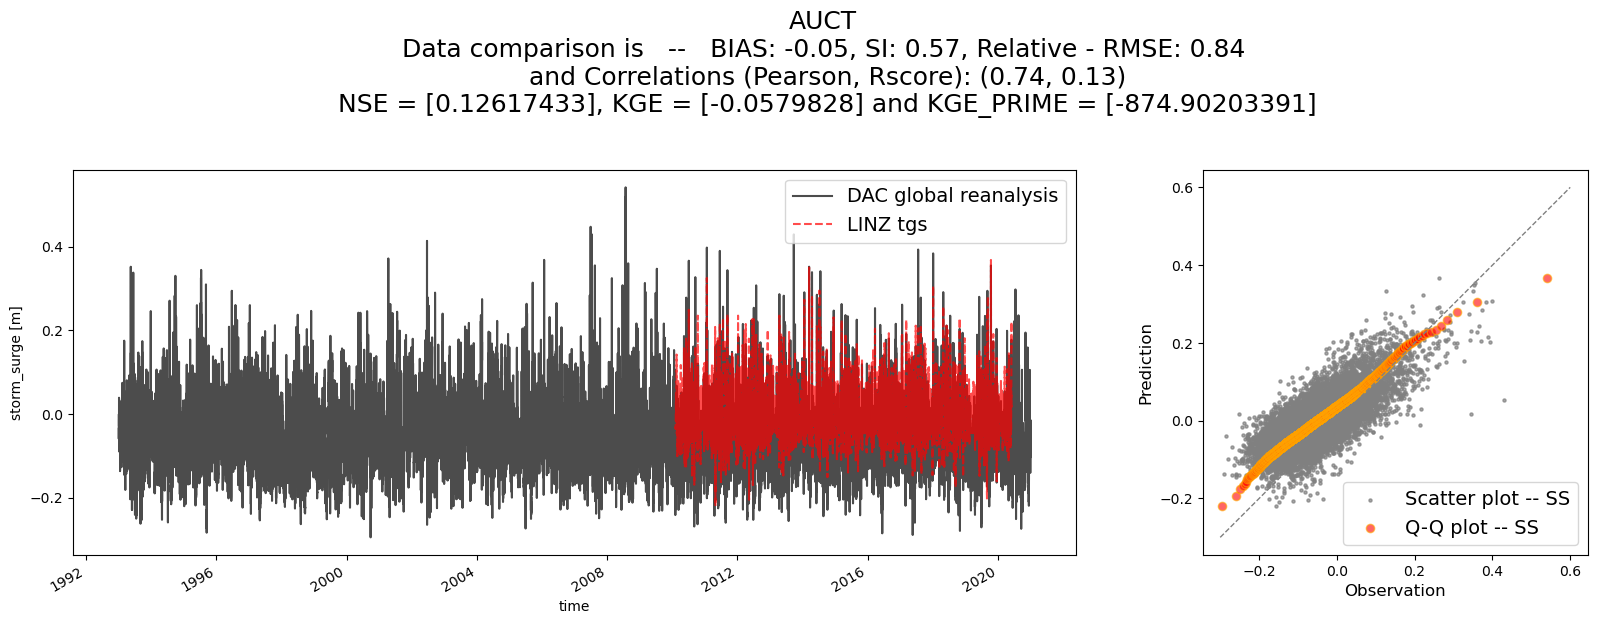 AUCT
Data comparison is -- BIAS: -0.05, SI: 0.57, Relative - RMSE: 0.84
and Correlations (Pearson, Rscore): (0.74, 0.13)
NSE = [0.12617433], KGE = [-0.0579828] and KGE_PRIME = [-874.90203391]
storm_surge [m]
0.4
0.2
0.0
−0.2
DAC global reanalysis
LINZ tgs
1992
1996
2000
2004
2008
2012
2016
2020
time
Prediction
0.6
0.4
0.2
0.0
−0.2
Scatter plot -- SS
Q-Q plot -- SS
−0.2
0.0
0.2
0.4
0.6
Observation